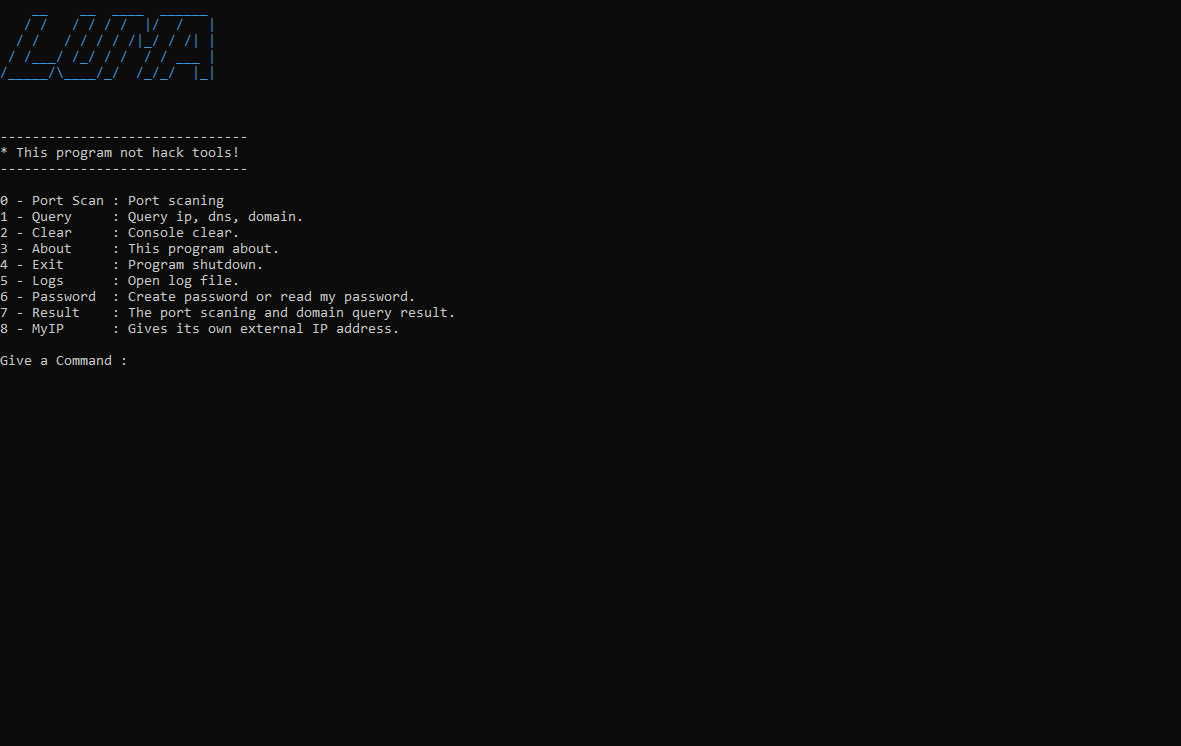 -------------------------------
* This program not hack tools!
-------------------------------
0 - Port Scan : Port scaning
1 - Query     : Query ip, dns, domain.
2 - Clear     : Console clear.
3 - About     : This program about.
4 - Exit      : Program shutdown.
5 - Logs      : Open log file.
6 - Password  : Create password or read my password.
7 - Result    : The port scaning and domain query result.
8 - MyIP      : Gives its own external IP address.
Give a Command :